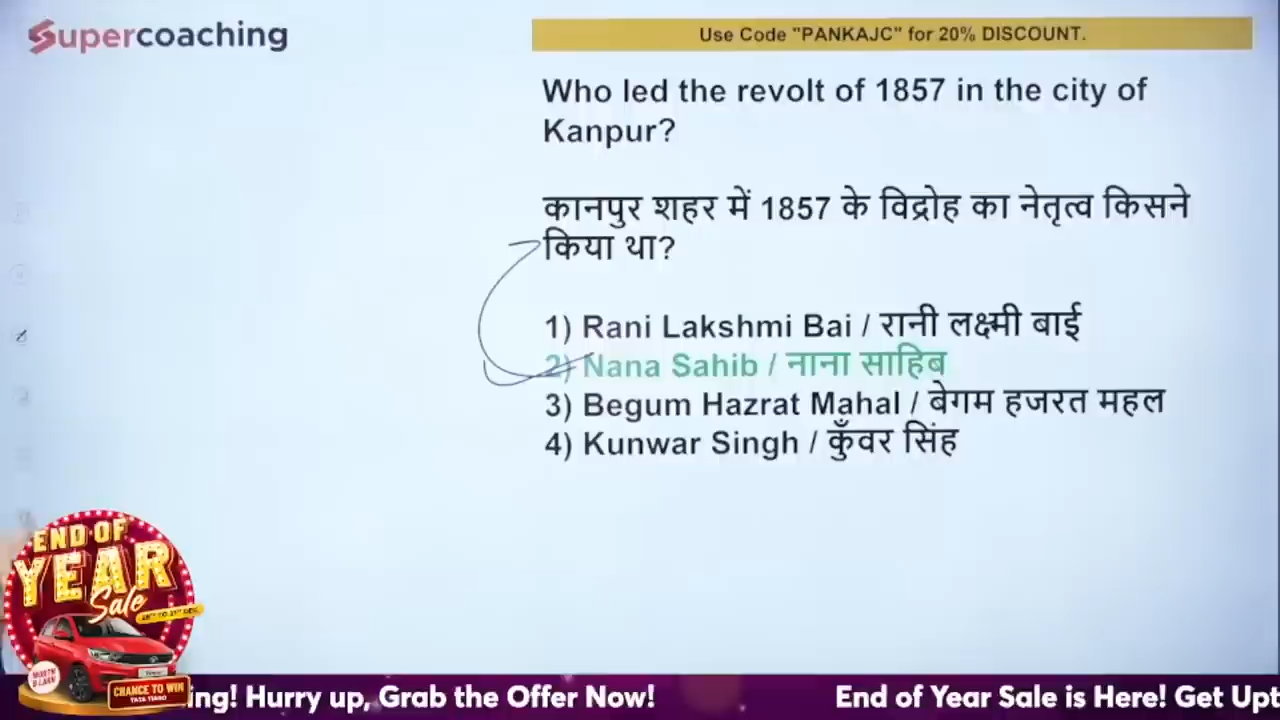 Supercoaching
Use Code "PANKAJC" for 20% DISCOUNT.
Who led the revolt of 1857 in the city of
Kanpur?
कानपुर शहर में 1857 के विद्रोह का नेतृत्व किसने
किया था?
1) Rani Lakshmi Bai / रानी लक्ष्मी बाई
2) Nana Sahib / नाना साहिब
3) Begum Hazrat Mahal / बेगम हजरत महल
4) Kunwar Singh / कुँवर सिंह
END OF
YEAR
Sale
WORTH
CHANCE TO WIN
TATA TIAGO
ing! Hurry up, Grab the Offer Now!
End of Year Sale is Here! Get Upt